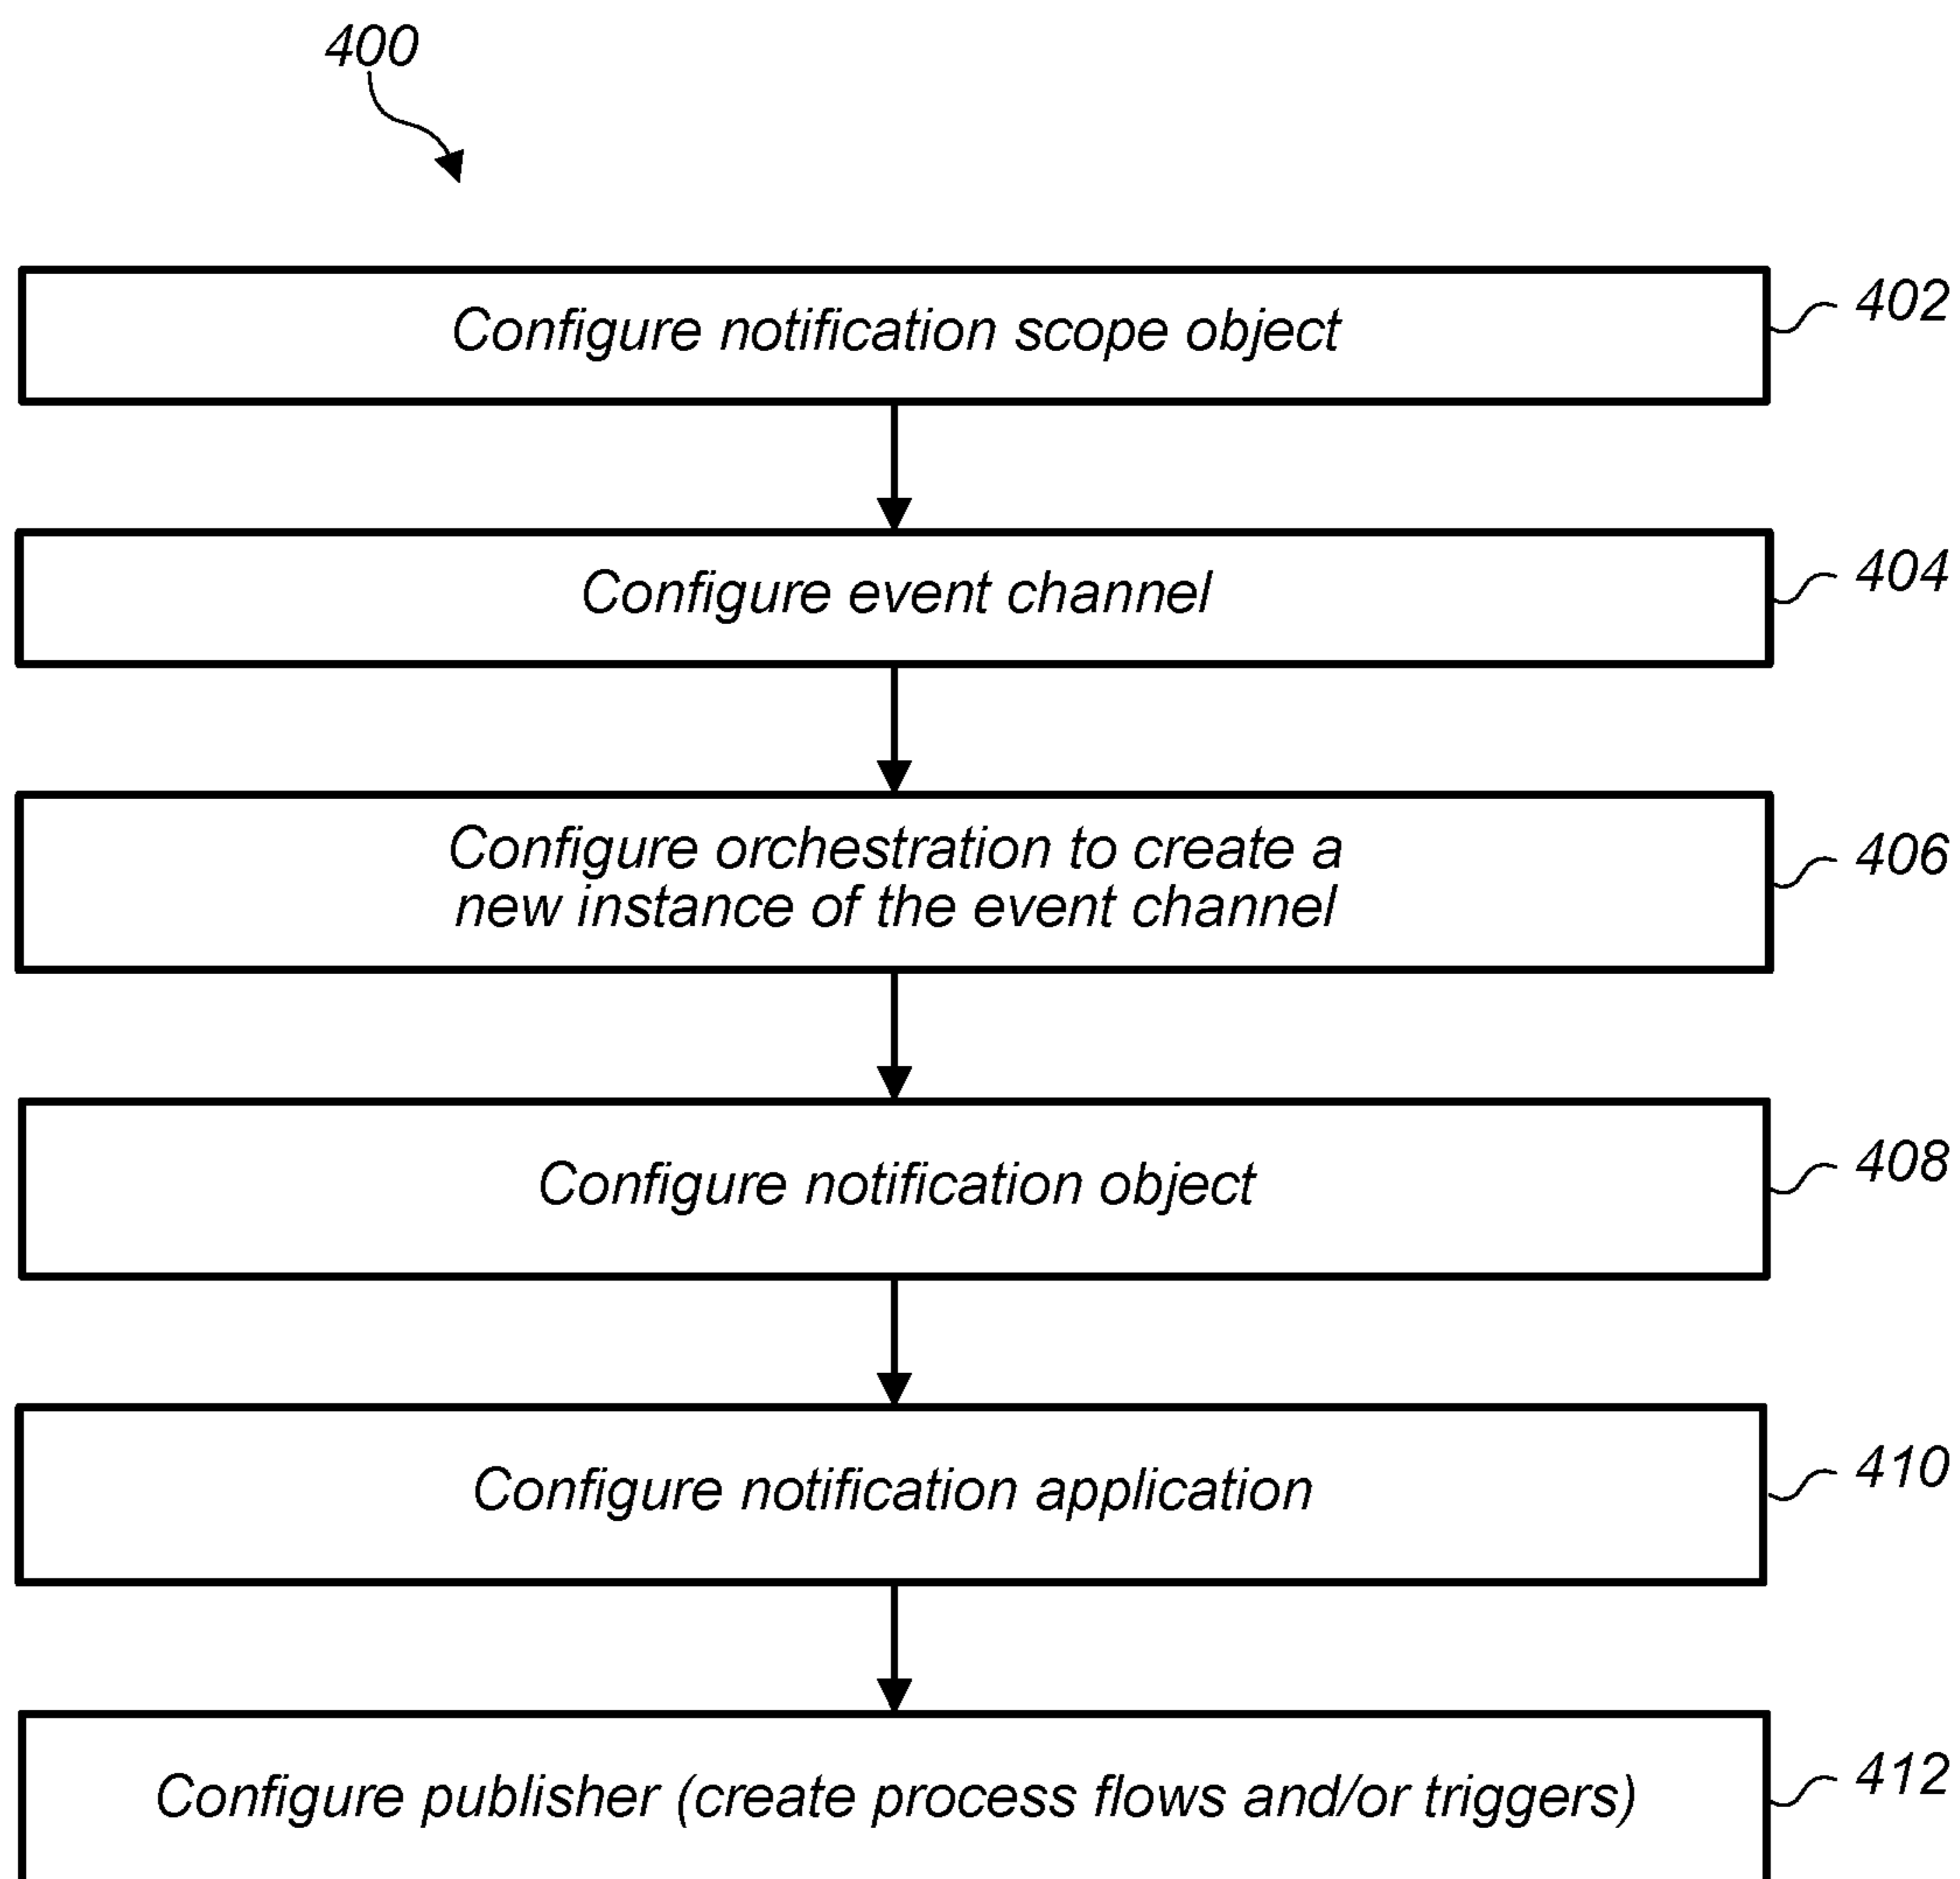 400
Configure notification scope object
402
Configure event channel
404
Configure orchestration to create a
new instance of the event channel
406
Configure notification object
408
Configure notification application
410
Configure publisher (create process flows and/or triggers)
412